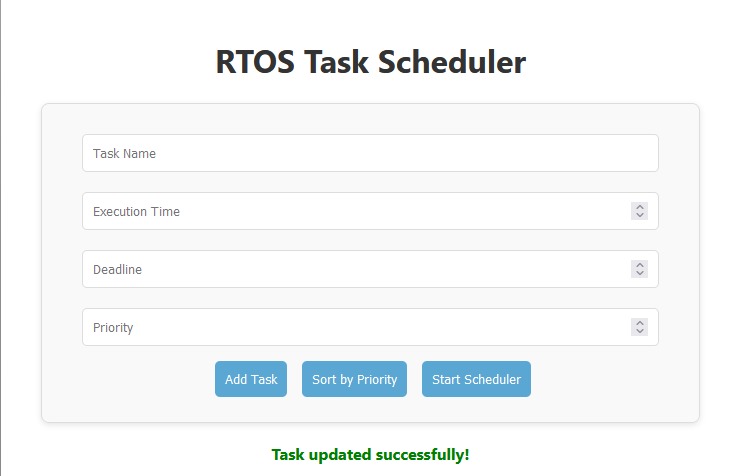 RTOS Task Scheduler
Task Name
Execution Time
Deadline
Priority
Add Task
Sort by Priority
Start Scheduler
Task updated successfully!